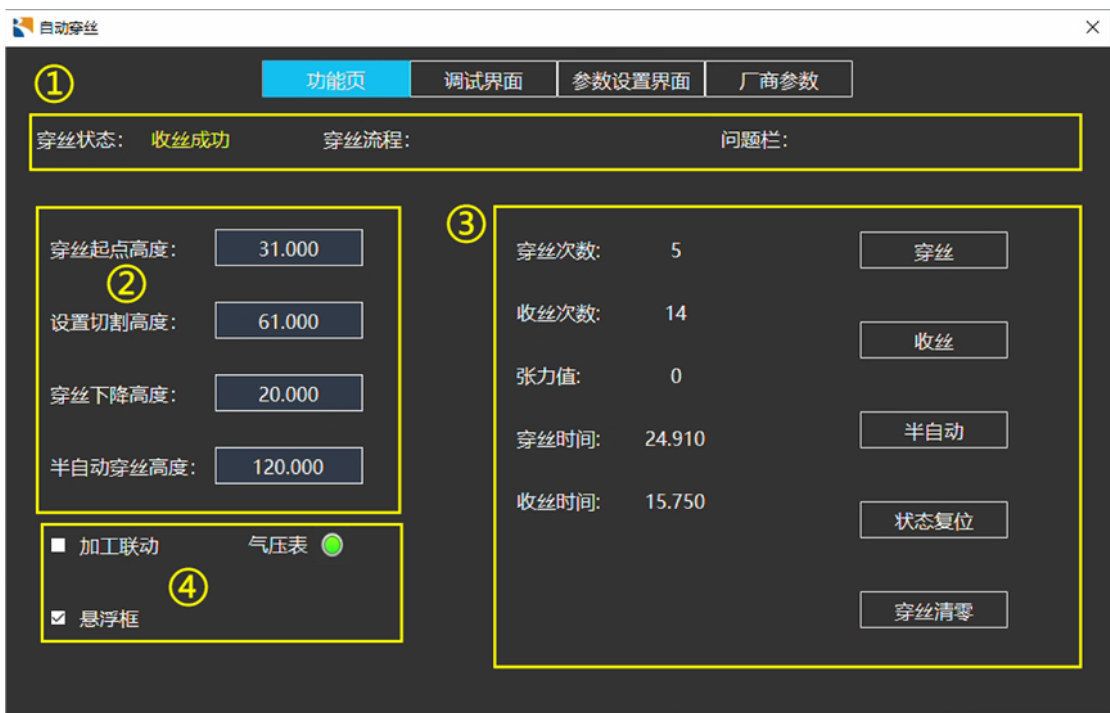 自动穿丝
①
功能页 调试界面 参数设置界面 厂商参数
穿丝状态： 收丝成功 穿丝流程： 问题栏：
②
穿丝起点高度： 31.000
设置切割高度： 61.000
穿丝下降高度： 20.000
半自动穿丝高度： 120.000
③
穿丝次数： 5 穿丝
收丝次数： 14 收丝
张力值： 0 半自动
穿丝时间： 24.910 状态复位
收丝时间： 15.750 穿丝清零
加工联动 气压表
④
悬浮框